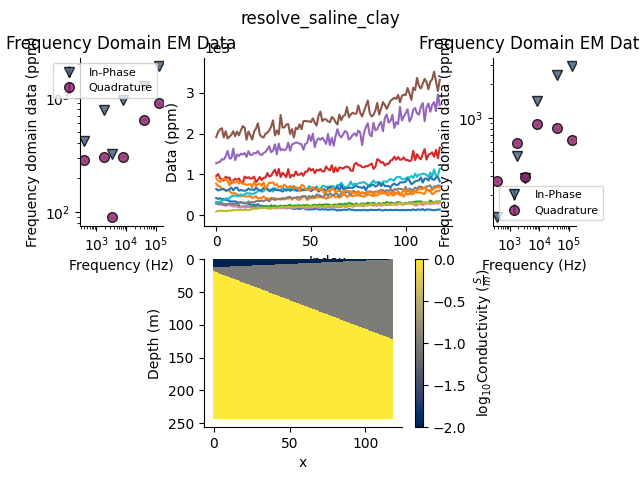 resolve_saline_clay
Frequency Domain EM Data
Frequency Domain EM Dat
1e3
Frequency domain data (ppm)
In-Phase
Quadrature
10³
10²
10³
10⁴
10⁵
Frequency (Hz)
Data (ppm)
3
2
1
0
0
50
100
Index
Frequency domain data (ppm)
10³
In-Phase
Quadrature
10³
10⁴
10⁵
Frequency (Hz)
Depth (m)
0
50
100
150
200
250
0
50
100
x
0.0
−0.5
−1.0
−1.5
−2.0
log₁₀Conductivity (S/m)